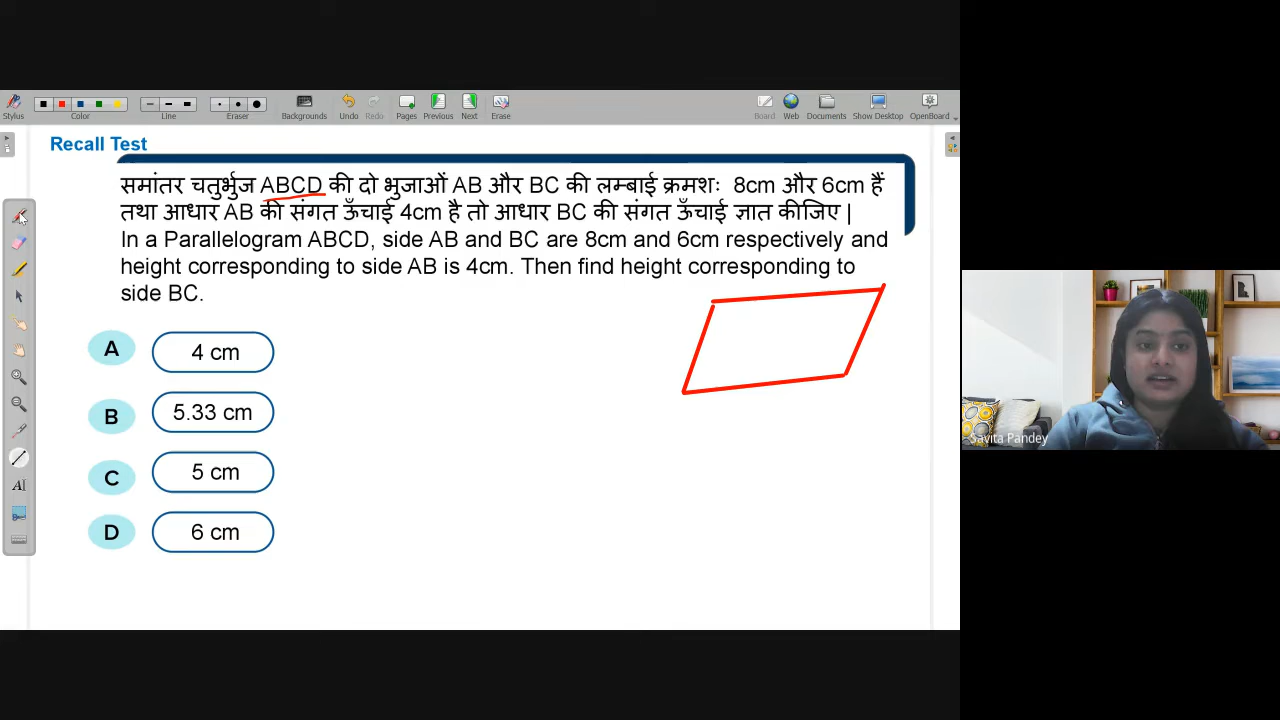 Stylus
Color
Line
Eraser
Backgrounds
Undo
Redo
Pages
Previous
Next
Erase
Board
Web
Documents
Show Desktop
OpenBoard
Recall Test
समांतर चतुर्भुज ABCD की दो भुजाओं AB और BC की लम्बाई क्रमशः 8cm और 6cm हैं
तथा आधार AB की संगत ऊँचाई 4cm है तो आधार BC की संगत ऊँचाई ज्ञात कीजिए |
In a Parallelogram ABCD, side AB and BC are 8cm and 6cm respectively and
height corresponding to side AB is 4cm. Then find height corresponding to
side BC.
A 4 cm
B 5.33 cm
C 5 cm
D 6 cm
AI
Savita Pandey